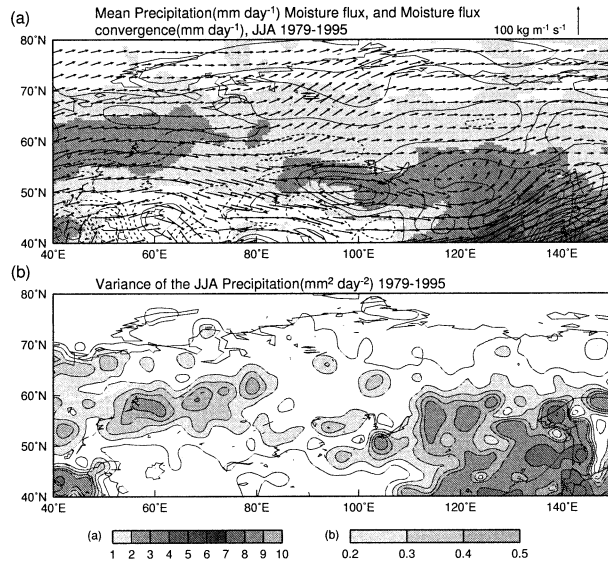 (a)
Mean Precipitation(mm day⁻¹) Moisture flux, and Moisture flux
convergence(mm day⁻¹), JJA 1979-1995
100 kg m⁻¹ s⁻¹
80˚N
70˚N
60˚N
50˚N
40˚N
40˚E 60˚E 80˚E 100˚E 120˚E 140˚E
(b)
Variance of the JJA Precipitation(mm² day⁻²) 1979-1995
80˚N
70˚N
60˚N
50˚N
40˚N
40˚E 60˚E 80˚E 100˚E 120˚E 140˚E
(a)
1 2 3 4 5 6 7 8 9 10
(b)
0.2 0.3 0.4 0.5